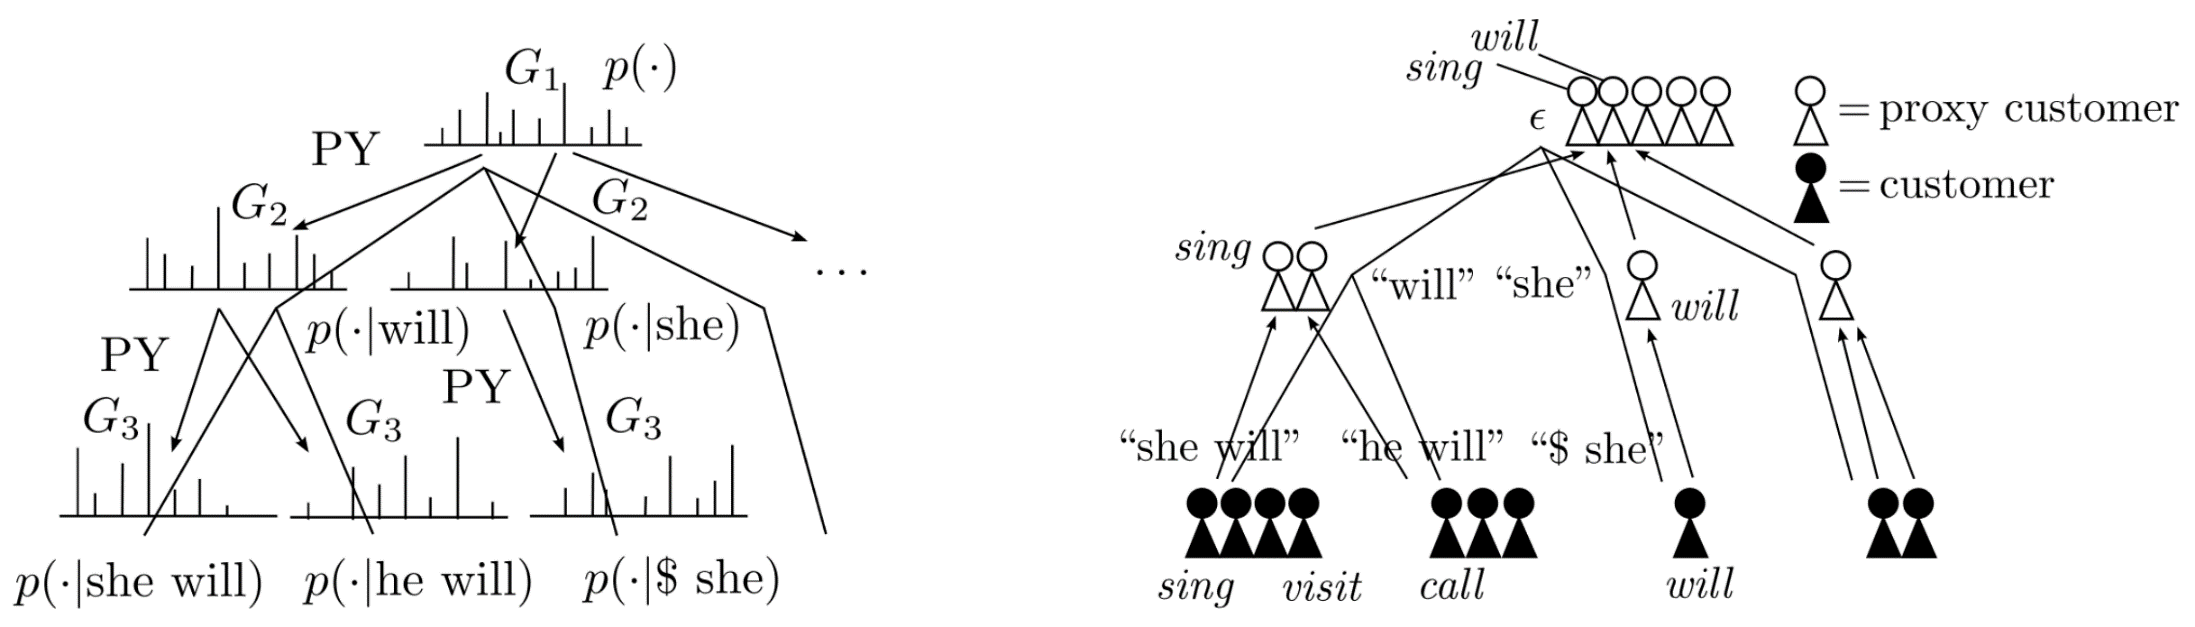 G₁ p(·)
PY
G₂
G₂
. . .
p(·|will)
p(·|she)
PY
PY
G₃
G₃
G₃
p(·|she will)
p(·|he will)
p(·|$ she)
will
sing
ϵ
= proxy customer
= customer
sing
“will”
“she”
will
“she will”
“he will”
“$ she”
sing
visit
call
will